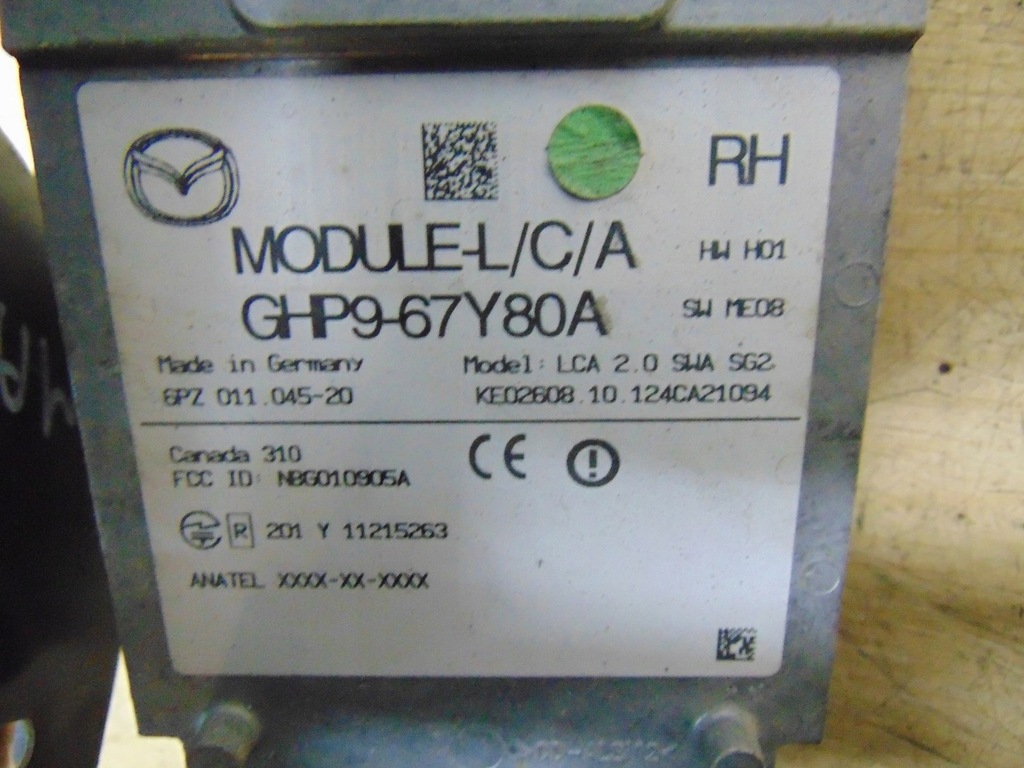 RH
MODULE-L/C/A
HW H01
GHP9-67Y80A
SW ME08
Made in Germany
Model: LCA 2.0 SWA SG2
6PZ 011.045-20
KE02608.10.124CA21094
Canada 310
CE
FCC ID: NBG010905A
R 201 Y 11215263
ANATEL XXXX-XX-XXXX